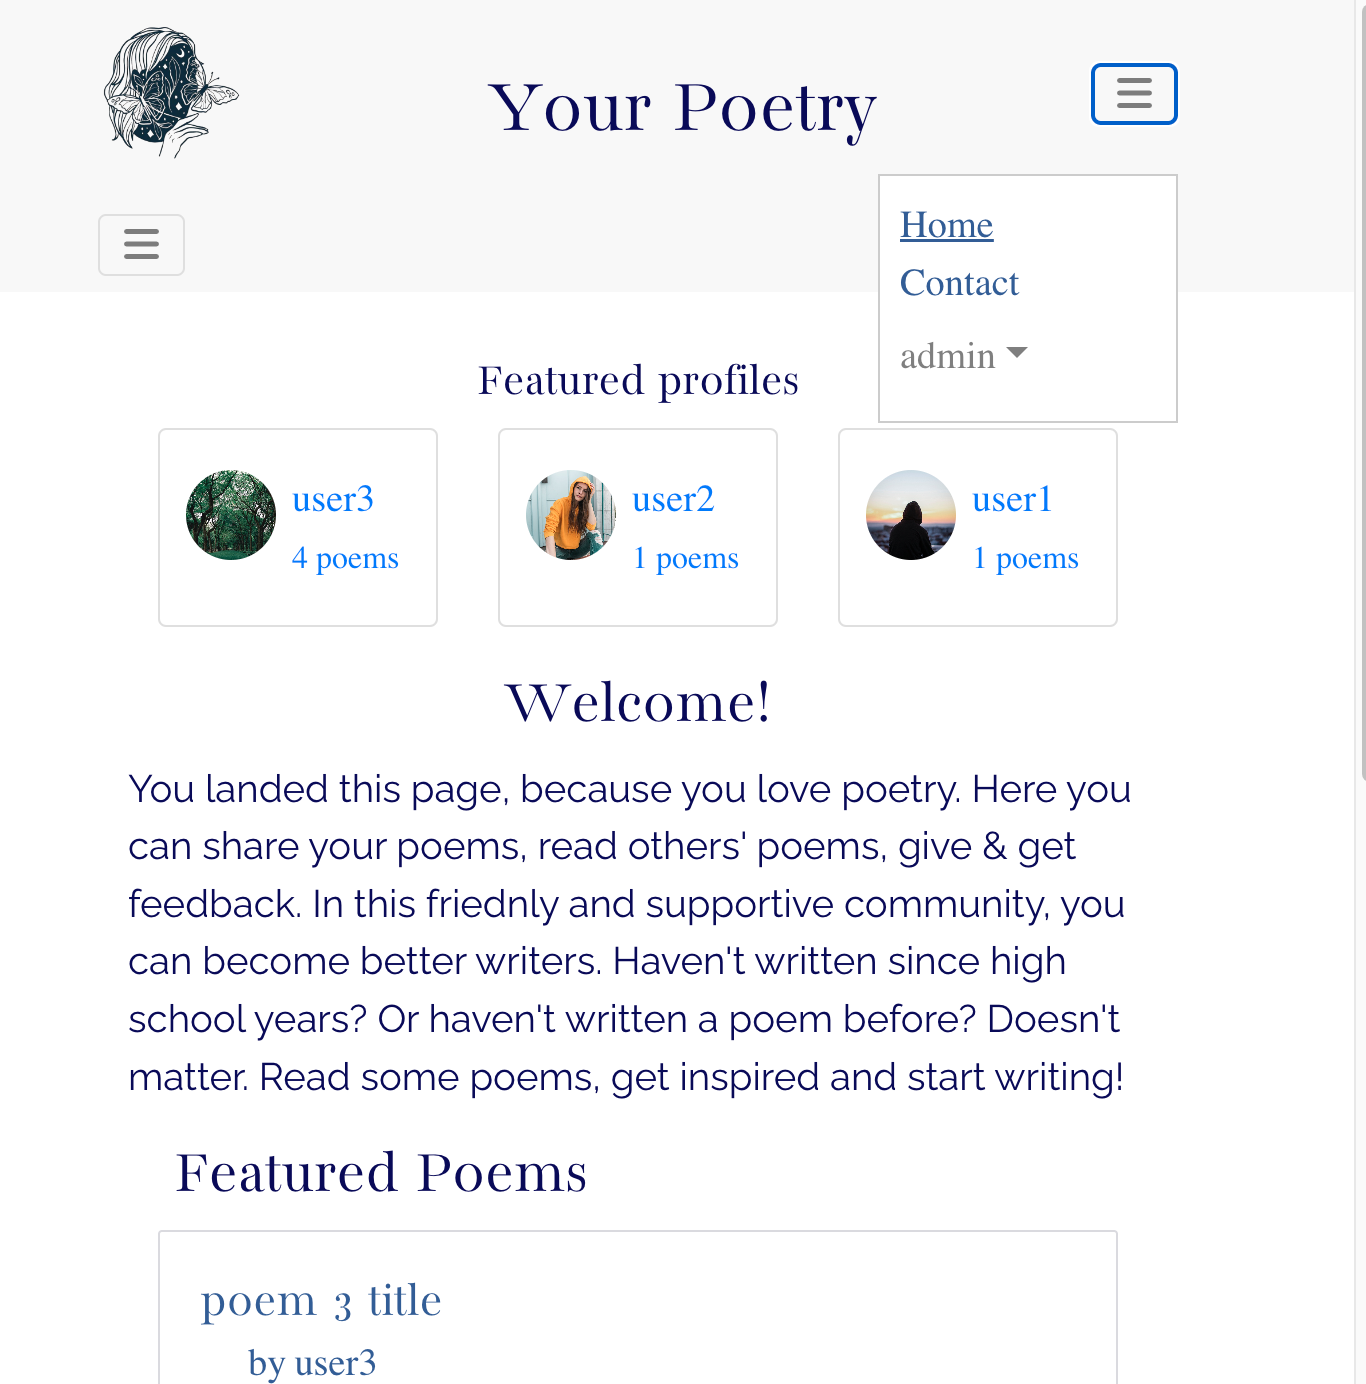 Your Poetry
Home
Contact
admin
Featured profiles
user3
4 poems
user2
1 poems
user1
1 poems
Welcome!
You landed this page, because you love poetry. Here you
can share your poems, read others' poems, give & get
feedback. In this friednly and supportive community, you
can become better writers. Haven't written since high
school years? Or haven't written a poem before? Doesn't
matter. Read some poems, get inspired and start writing!
Featured Poems
poem 3 title
by user3